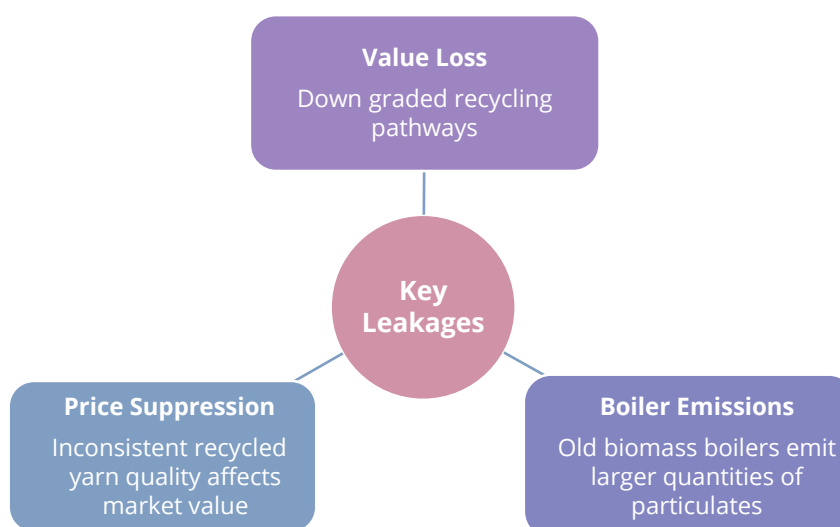 Value Loss
Down graded recycling
pathways
Key
Leakages
Price Suppression
Inconsistent recycled
yarn quality affects
market value
Boiler Emissions
Old biomass boilers emit
larger quantities of
particulates